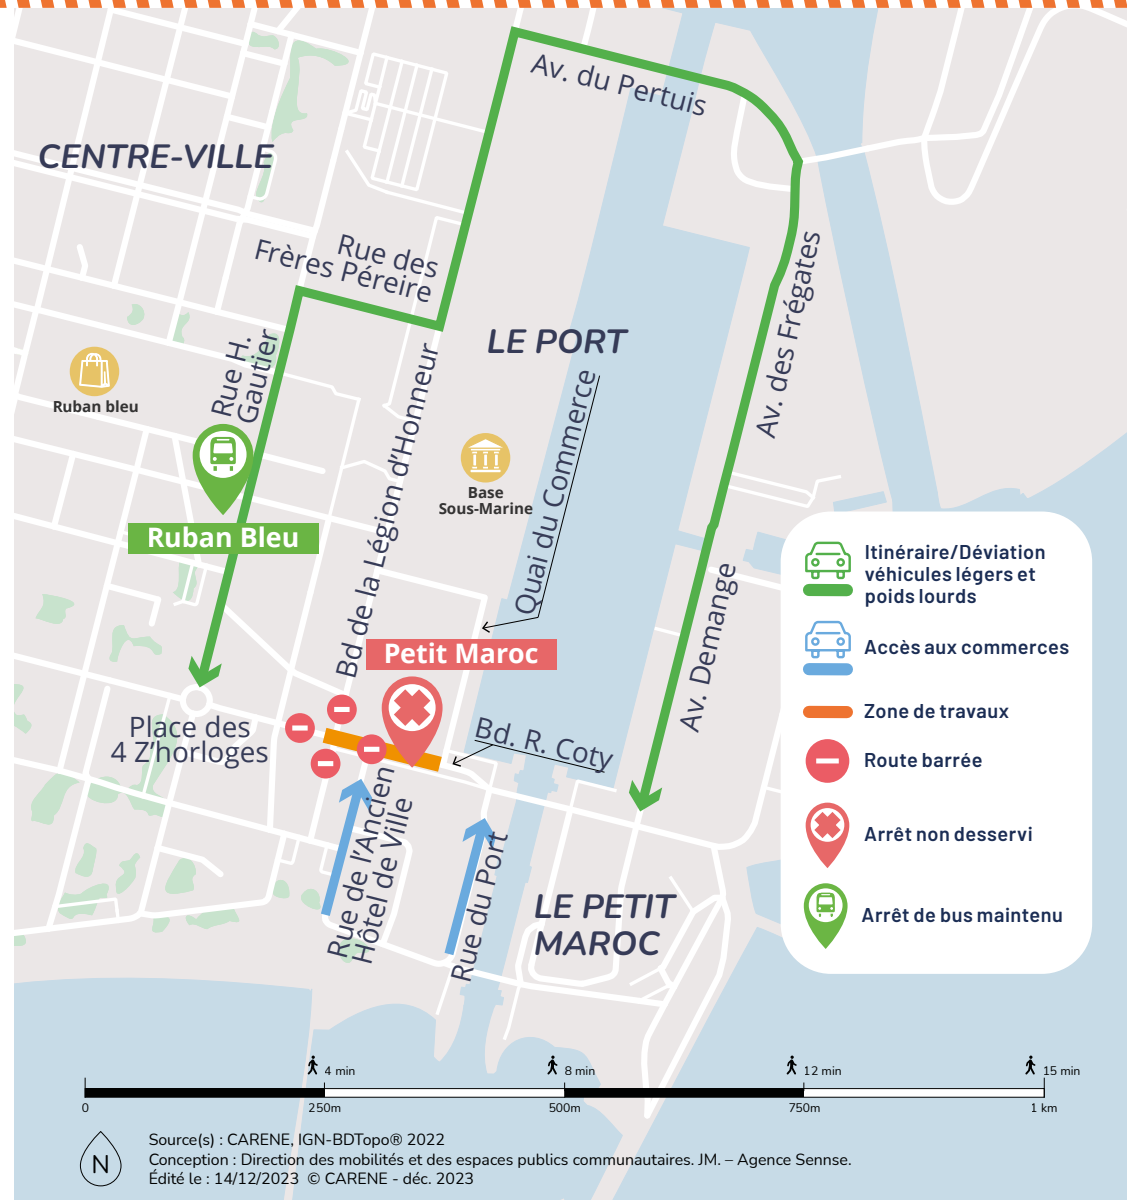 Av. du Pertuis
CENTRE-VILLE
Rue des
Frères Péreire
Av. des Frégates
LE PORT
Rue H.
Gautier
Ruban bleu
Bd de la Légion d'Honneur
Quai du Commerce
Base
Sous-Marine
Ruban Bleu
Av. Demange
Petit Maroc
Place des
4 Z'horloges
Bd. R. Coty
Rue de l'Ancien
Hôtel de Ville
Rue du Port
LE PETIT
MAROC
Itinéraire/Déviation
véhicules légers et
poids lourds
Accès aux commerces
Zone de travaux
Route barrée
Arrêt non desservi
Arrêt de bus maintenu
4 min
8 min
12 min
15 min
0
250m
500m
750m
1 km
N
Source(s) : CARENE, IGN-BDTopo® 2022
Conception : Direction des mobilités et des espaces publics communautaires. JM. – Agence Sennse.
Édité le : 14/12/2023 © CARENE - déc. 2023